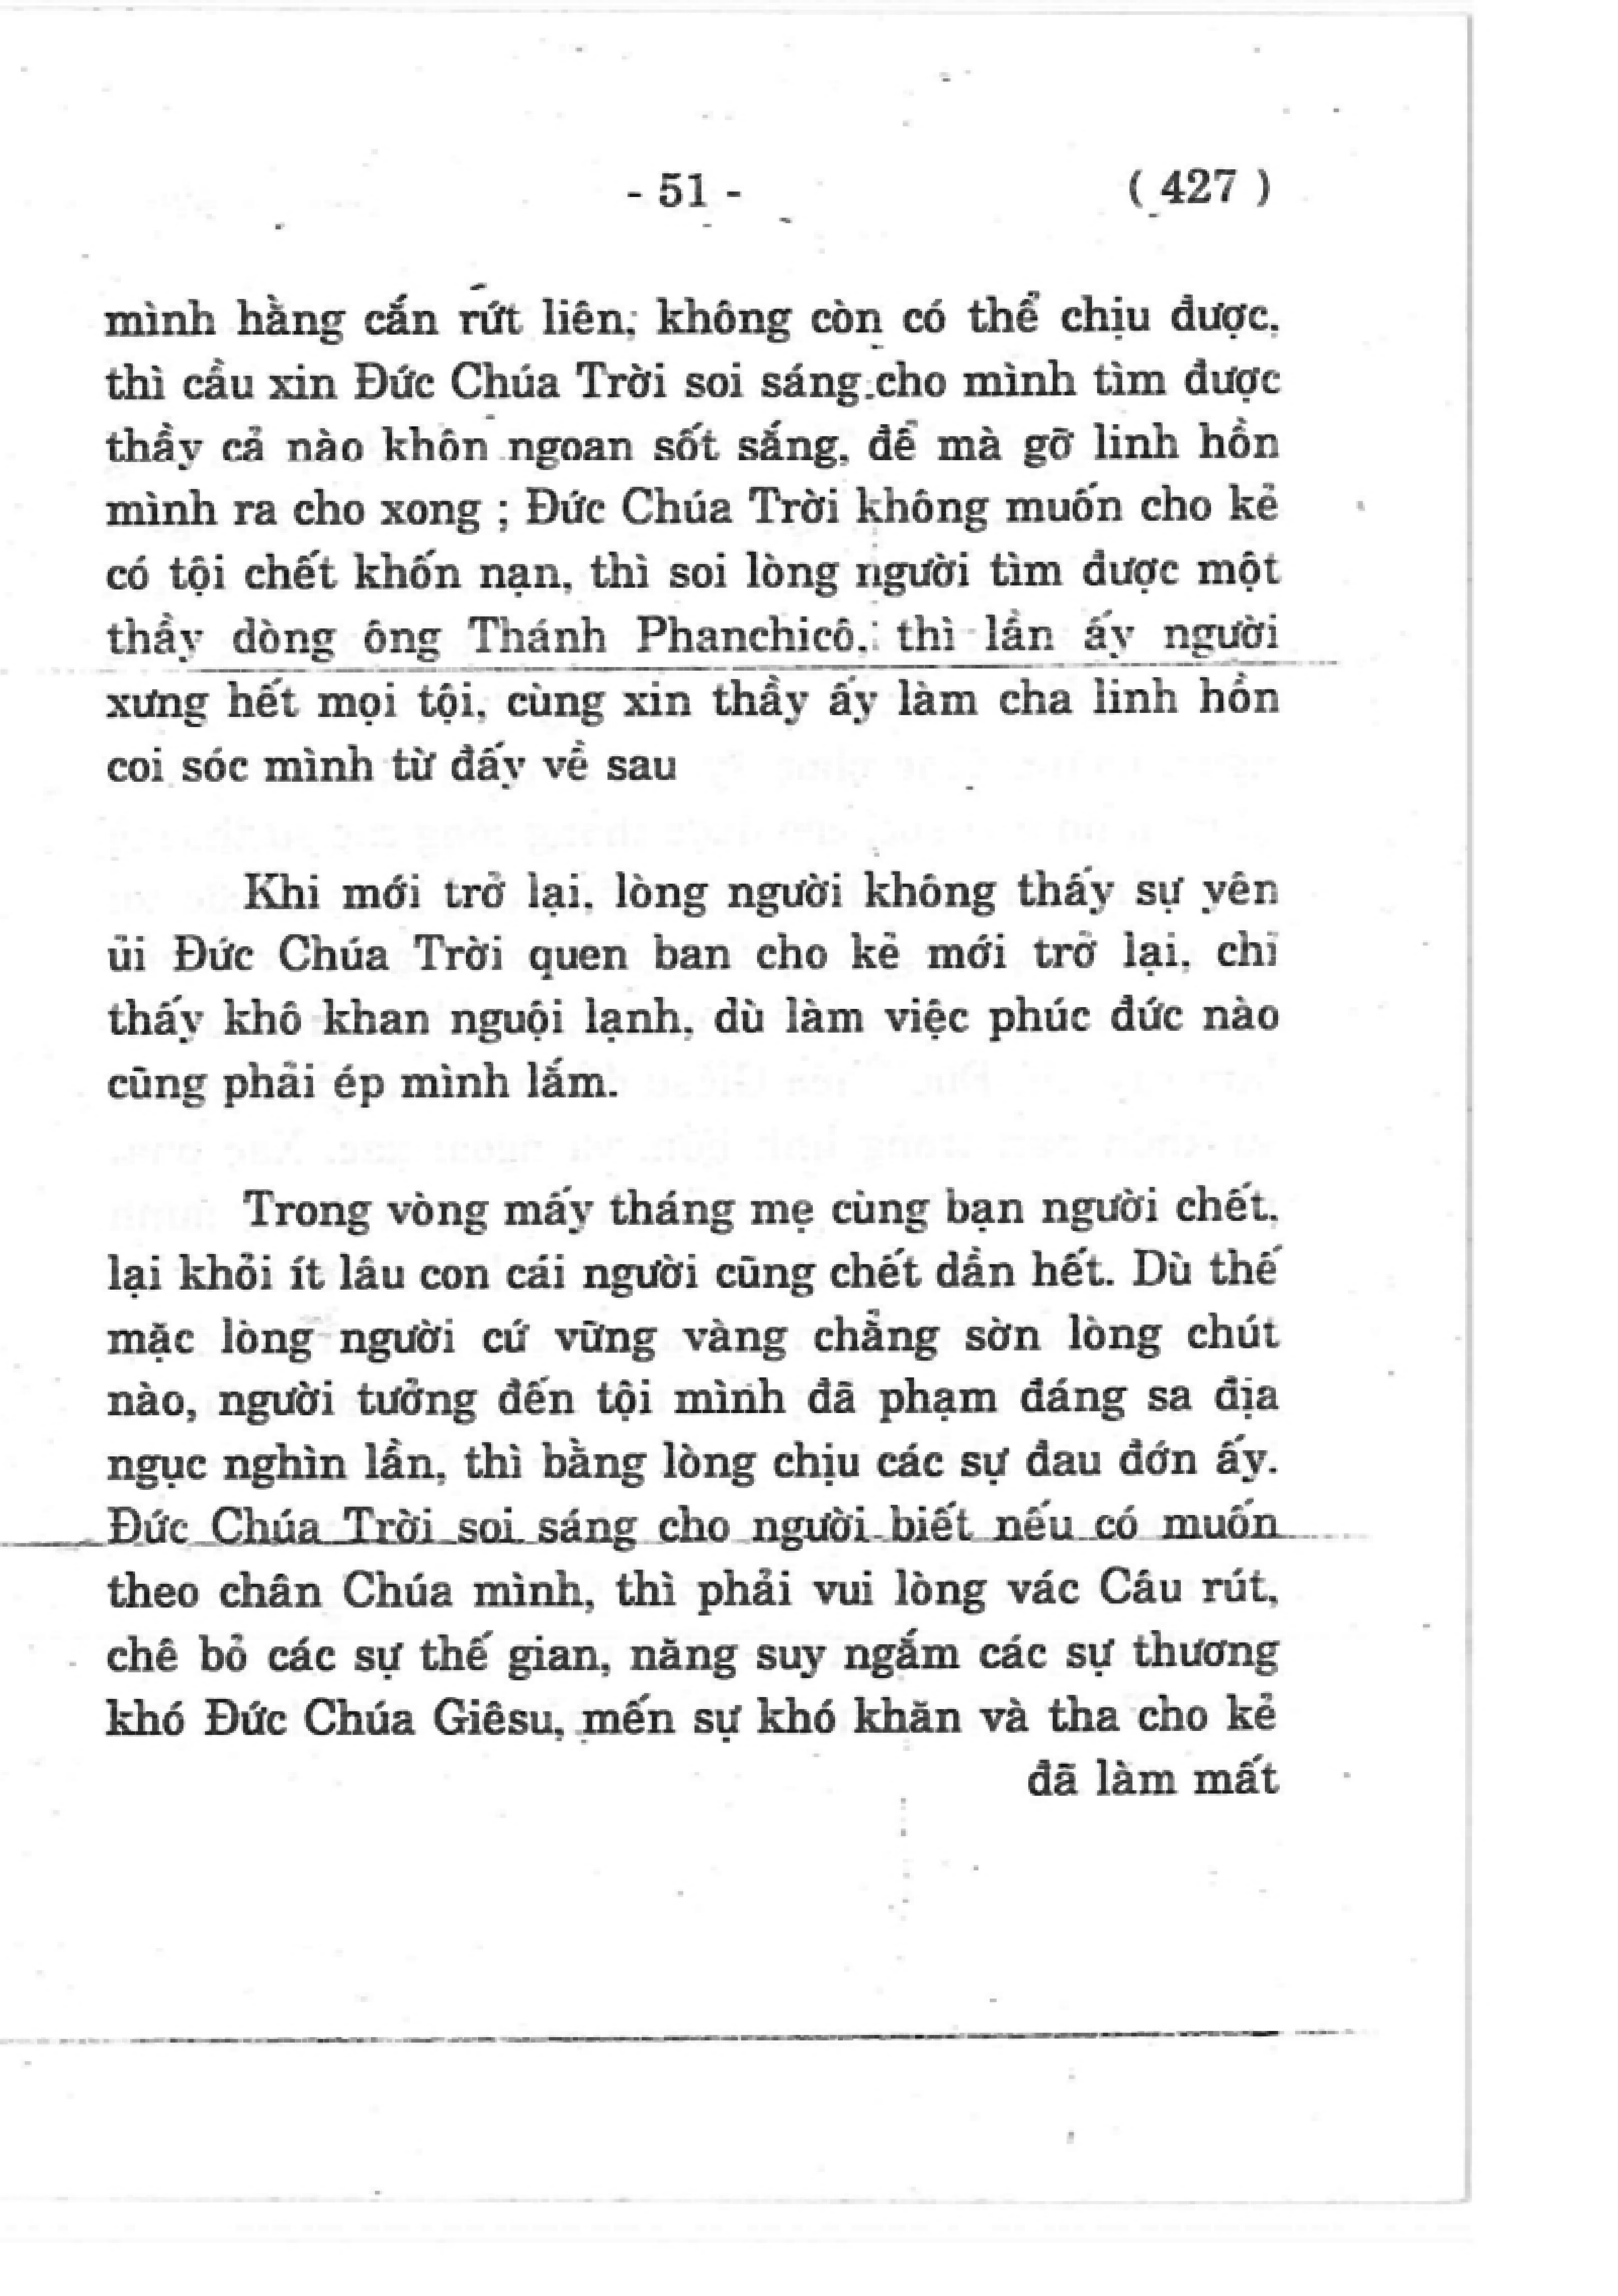 - 51 - ( 427 )
mình hằng cắn rứt liên, không còn có thể chịu được,
thì cầu xin Đức Chúa Trời soi sáng cho mình tìm được
thầy cả nào khôn ngoan sốt sắng, để mà gỡ linh hồn
mình ra cho xong ; Đức Chúa Trời không muốn cho kẻ
có tội chết khốn nạn, thì soi lòng người tìm được một
thầy dòng ông Thánh Phanchicô, thì lần ấy người
xưng hết mọi tội, cùng xin thầy ấy làm cha linh hồn
coi sóc mình từ đấy về sau
Khi mới trở lại, lòng người không thấy sự yên
ủi Đức Chúa Trời quen ban cho kẻ mới trở lại, chỉ
thấy khô khan nguội lạnh, dù làm việc phúc đức nào
cũng phải ép mình lắm.
Trong vòng mấy tháng mẹ cùng bạn người chết,
lại khỏi ít lâu con cái người cũng chết dần hết. Dù thế
mặc lòng người cứ vững vàng chẳng sờn lòng chút
nào, người tưởng đến tội mình đã phạm đáng sa địa
ngục nghìn lần, thì bằng lòng chịu các sự đau đớn ấy.
Đức Chúa Trời soi sáng cho người biết nếu có muốn
theo chân Chúa mình, thì phải vui lòng vác Câu rút,
chê bỏ các sự thế gian, năng suy ngắm các sự thương
khó Đức Chúa Giêsu, mến sự khó khăn và tha cho kẻ
đã làm mất